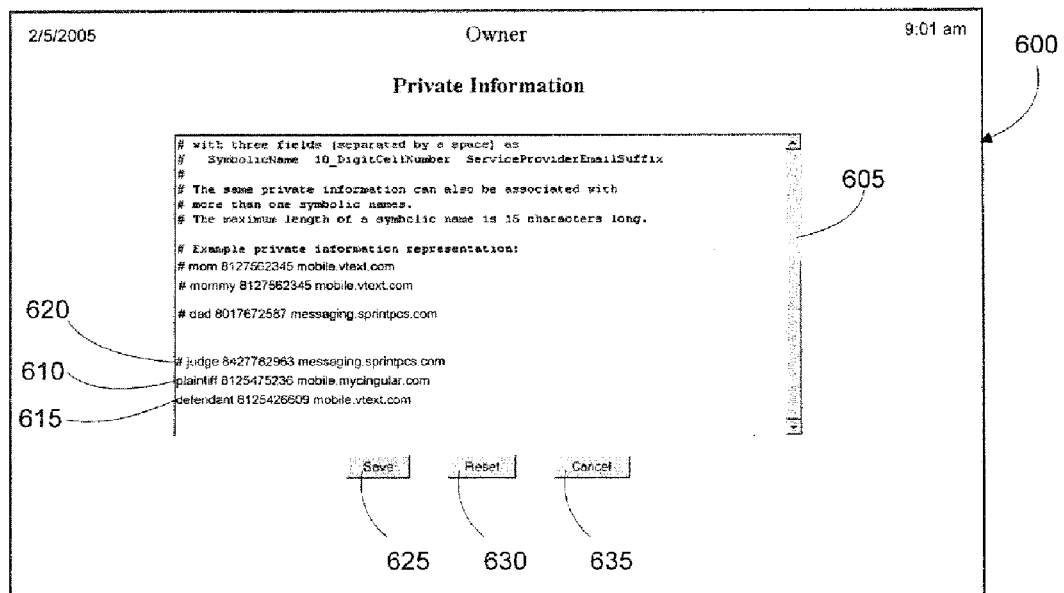 2/5/2005 Owner 9:01 am
600
Private Information
# with three fields (separated by a space) as
# SymbolicName 10_DigitCellNumber ServiceProviderEmailSuffix
#
# The same private information can also be associated with
# more than one symbolic names.
# The maximum length of a symbolic name is 15 characters long.
605
# Example private information representation:
# mom 8127562345 mobile.vtext.com
# mommy 8127562345 mobile.vtext.com
# dad 8017672587 messaging.sprintpcs.com
620
# judge 8427782963 messaging.sprintpcs.com
610
plaintiff 8125475236 mobile.mycingular.com
615
defendant 8125426609 mobile.vtext.com
Save Reset Cancel
625 630 635